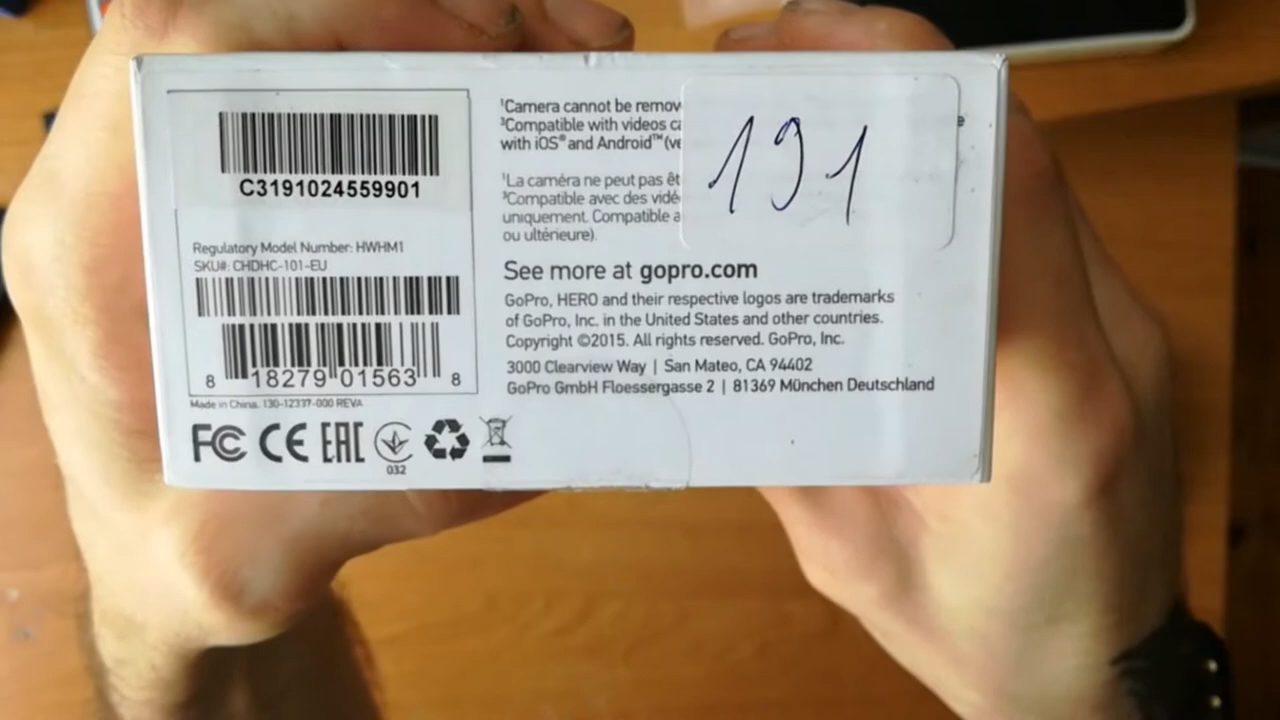 C3191024559901
Regulatory Model Number: HWHM1
SKU#: CHDHC-101-EU
8 18279 01563 8
Made in China. 130-12337-000 REVA
FC CE EAC
032
¹Camera cannot be remov
³Compatible with videos ca
with iOS® and Android™ (ve
¹La caméra ne peut pas êt
³Compatible avec des vidé
uniquement. Compatible a
ou ultérieure).
191
e
See more at gopro.com
GoPro, HERO and their respective logos are trademarks
of GoPro, Inc. in the United States and other countries.
Copyright ©2015. All rights reserved. GoPro, Inc.
3000 Clearview Way | San Mateo, CA 94402
GoPro GmbH Floessergasse 2 | 81369 München Deutschland